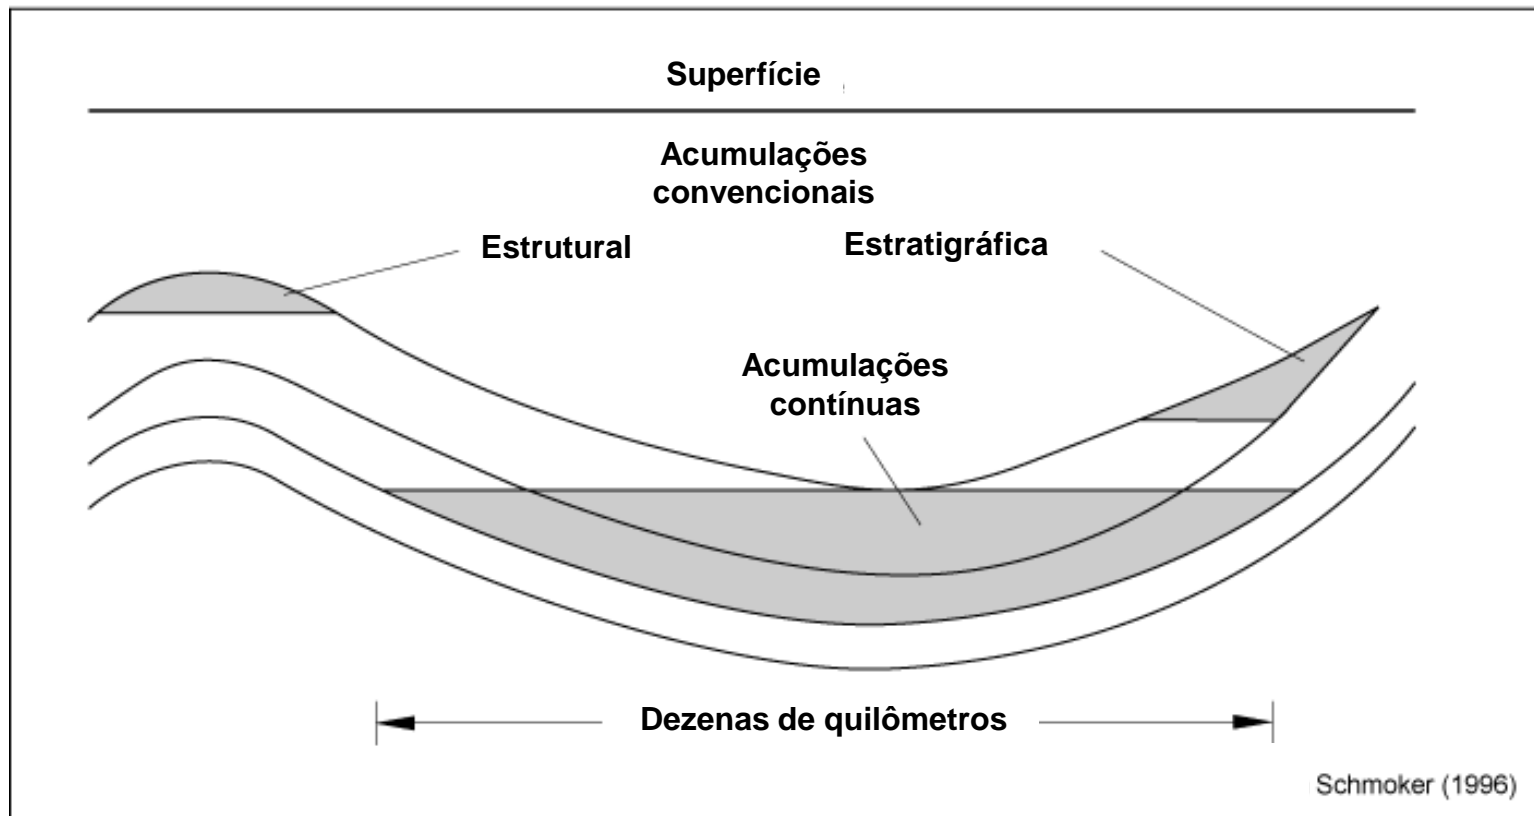 Superfície
Acumulações
convencionais
Estrutural
Estratigráfica
Acumulações
contínuas
Dezenas de quilômetros
Schmoker (1996)